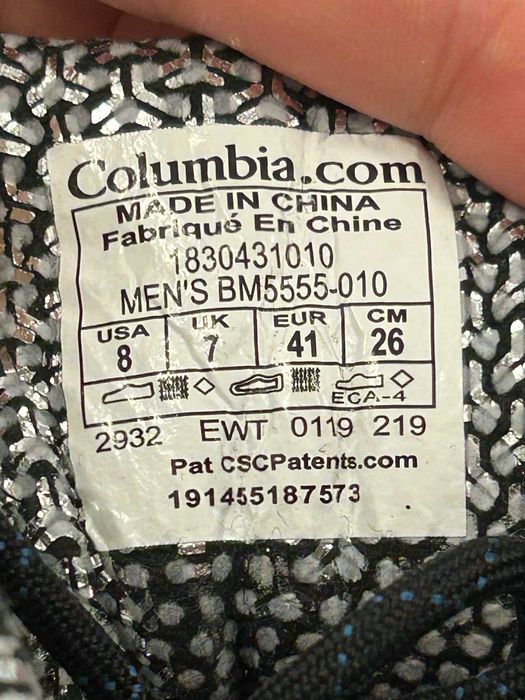 Columbia.com
MADE IN CHINA
Fabriqué En Chine
1830431010
MEN'S BM5555-010
USA UK EUR CM
8 7 41 26
ECA-4
2932 EWT 0119 219
Pat CSCPatents.com
191455187573